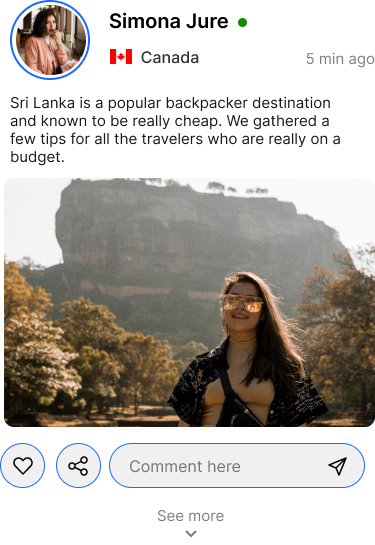 Simona Jure
Canada
5 min ago
Sri Lanka is a popular backpacker destination
and known to be really cheap. We gathered a
few tips for all the travelers who are really on a
budget.
Comment here
See more